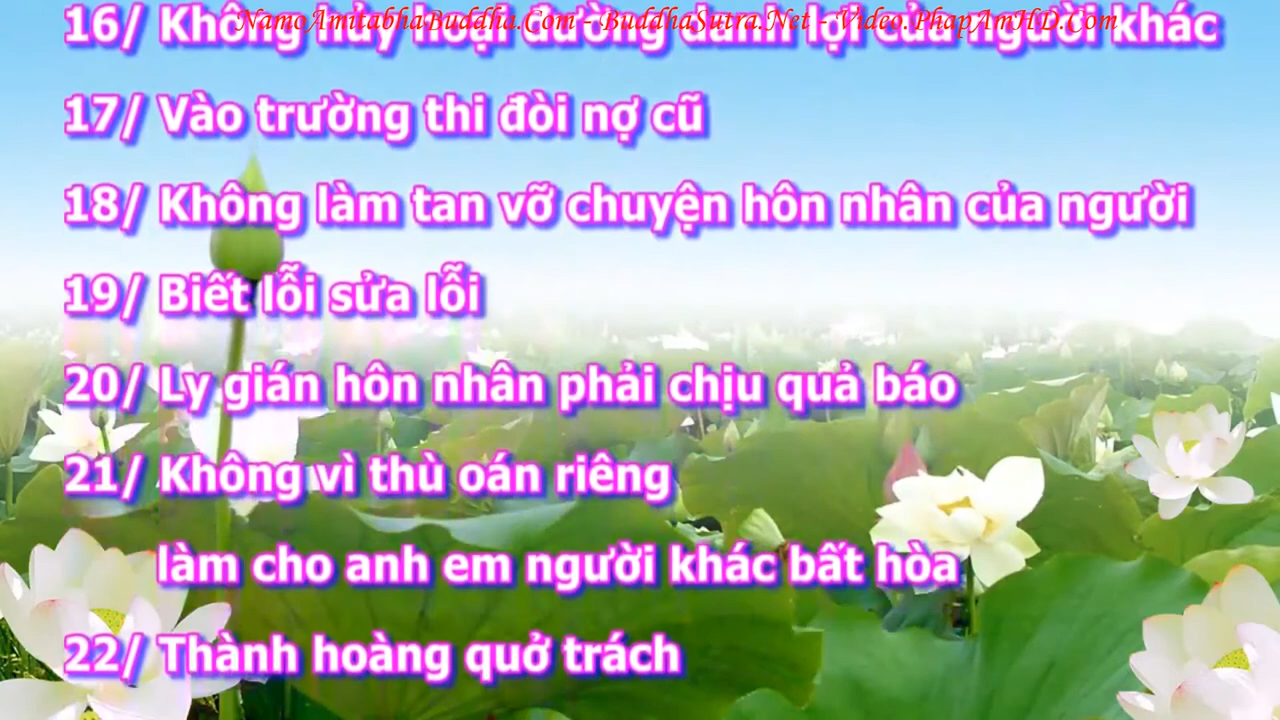 NamoAmitabhaBuddha.Com - BuddhaSutra.Net - Video.PhapAmHD.Com
16/ Không hủy hoại đường danh lợi của người khác
17/ Vào trường thi đòi nợ cũ
18/ Không làm tan vỡ chuyện hôn nhân của người
19/ Biết lỗi sửa lỗi
20/ Ly gián hôn nhân phải chịu quả báo
21/ Không vì thù oán riêng
làm cho anh em người khác bất hòa
22/ Thành hoàng quở trách